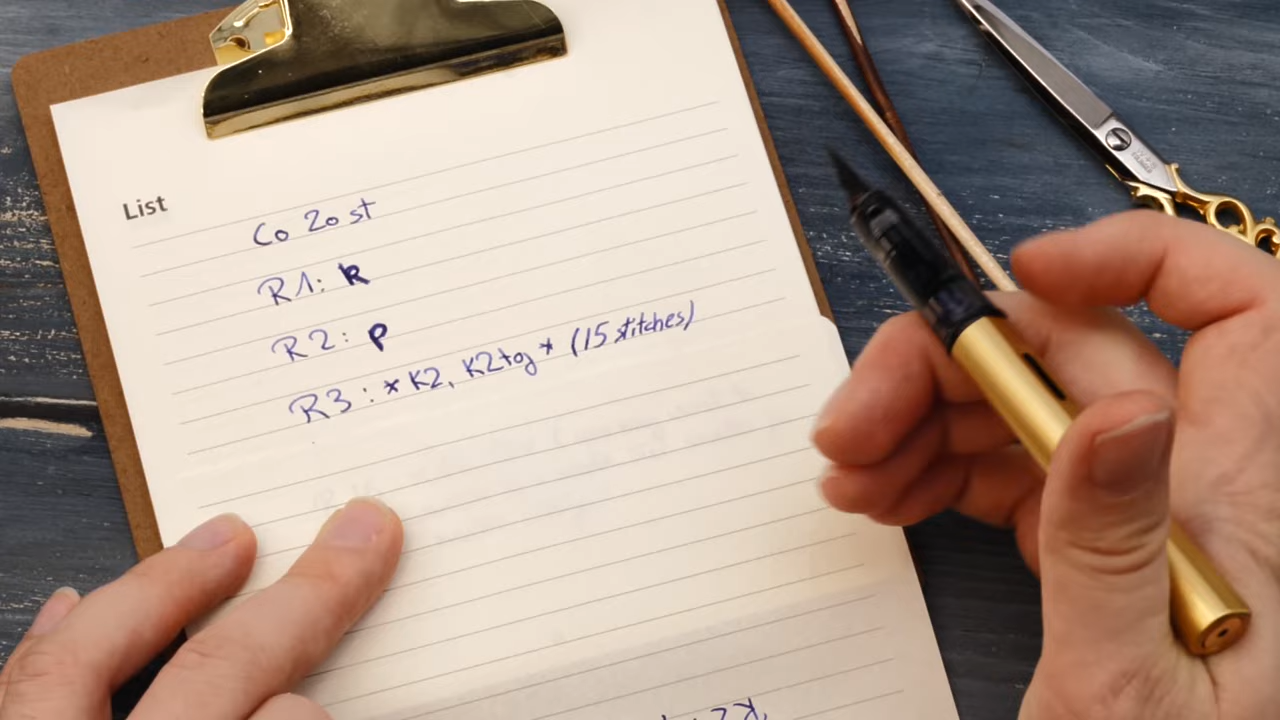 List
Co 20 st
R1: K
R2: P
R3: * K2, K2tog * (15 stitches)